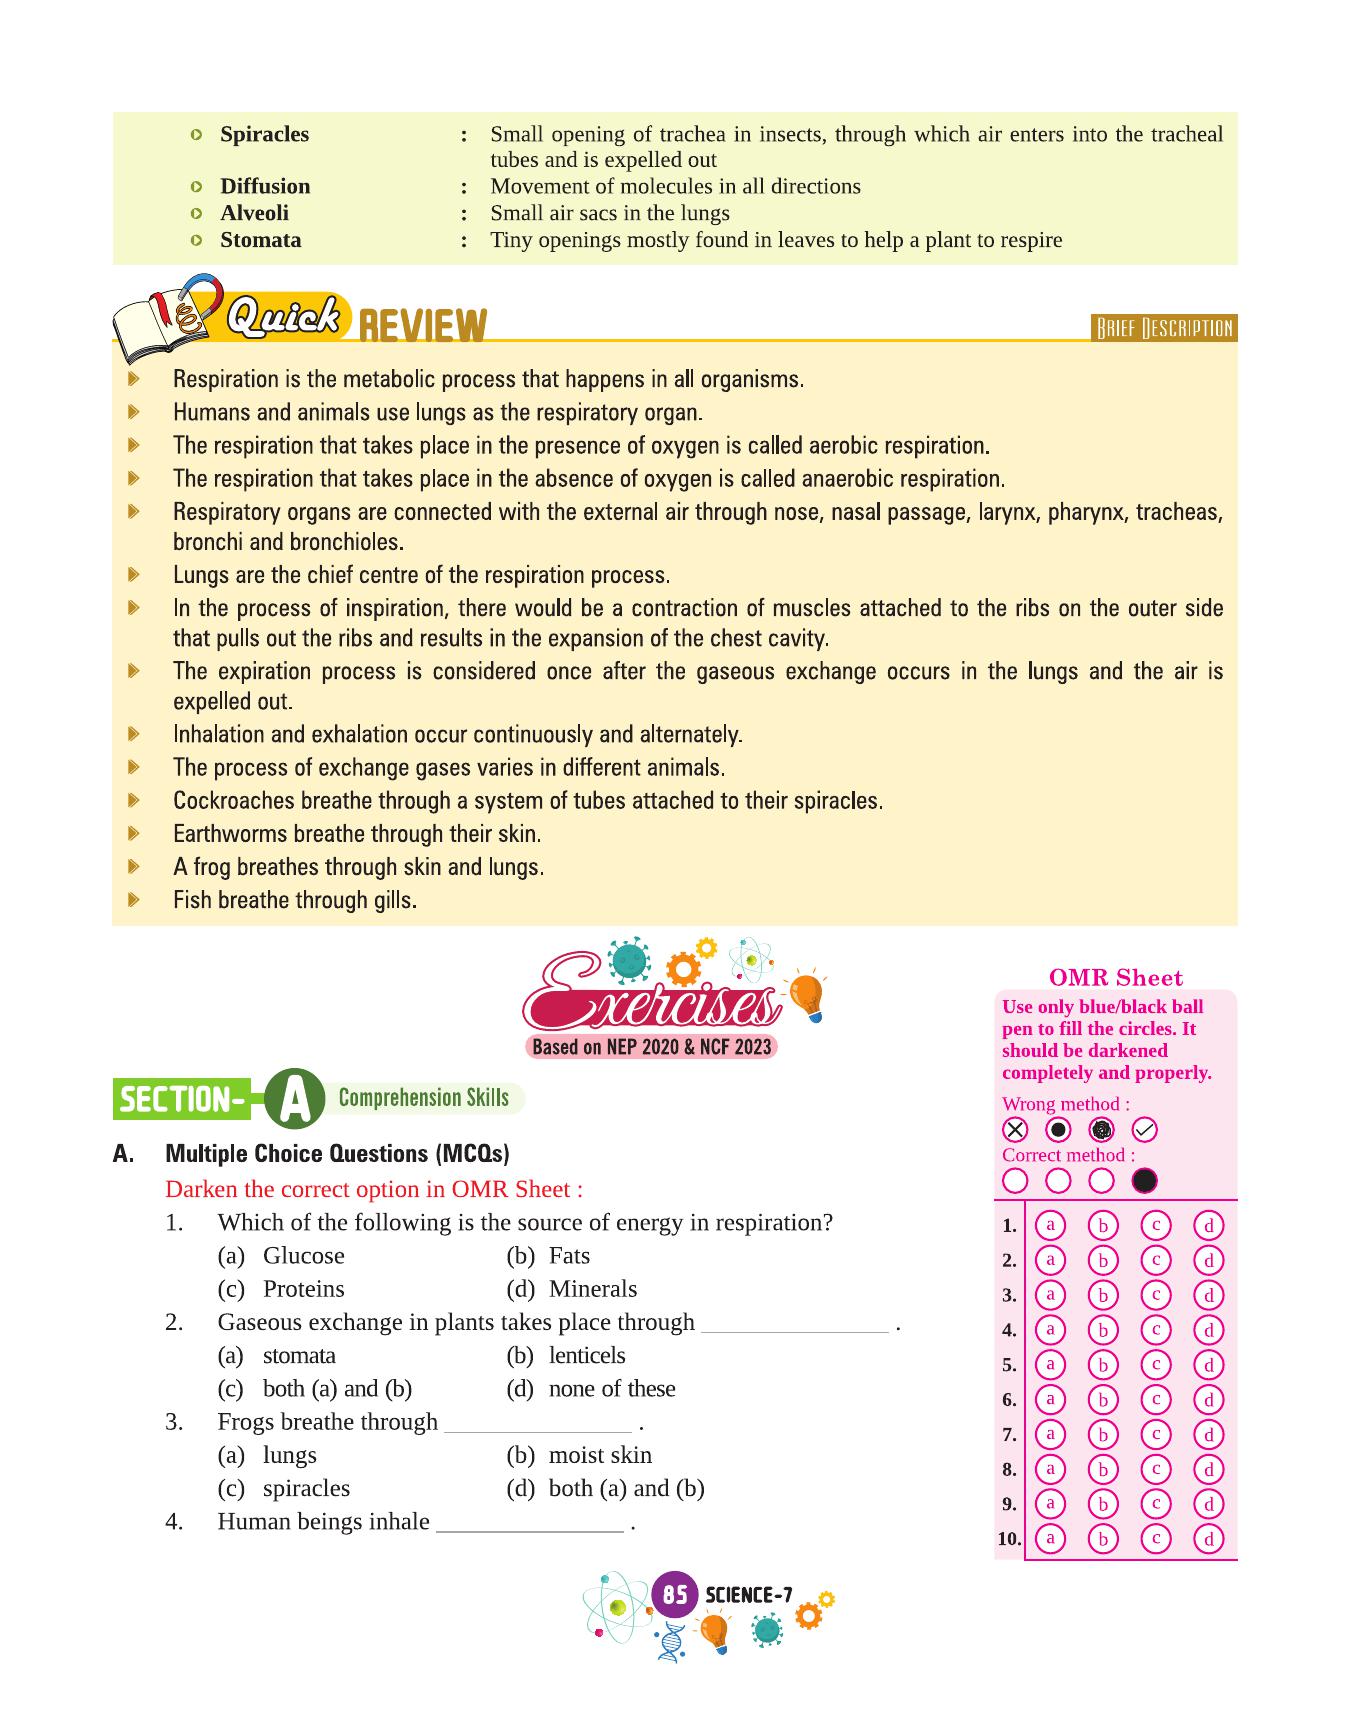 Spiracles : Small opening of trachea in insects, through which air enters into the tracheal
tubes and is expelled out
Diffusion : Movement of molecules in all directions
Alveoli : Small air sacs in the lungs
Stomata : Tiny openings mostly found in leaves to help a plant to respire
Quick REVIEW
BRIEF DESCRIPTION
Respiration is the metabolic process that happens in all organisms.
Humans and animals use lungs as the respiratory organ.
The respiration that takes place in the presence of oxygen is called aerobic respiration.
The respiration that takes place in the absence of oxygen is called anaerobic respiration.
Respiratory organs are connected with the external air through nose, nasal passage, larynx, pharynx, tracheas,
bronchi and bronchioles.
Lungs are the chief centre of the respiration process.
In the process of inspiration, there would be a contraction of muscles attached to the ribs on the outer side
that pulls out the ribs and results in the expansion of the chest cavity.
The expiration process is considered once after the gaseous exchange occurs in the lungs and the air is
expelled out.
Inhalation and exhalation occur continuously and alternately.
The process of exchange gases varies in different animals.
Cockroaches breathe through a system of tubes attached to their spiracles.
Earthworms breathe through their skin.
A frog breathes through skin and lungs.
Fish breathe through gills.
Exercises
Based on NEP 2020 & NCF 2023
SECTION- A Comprehension Skills
A. Multiple Choice Questions (MCQs)
Darken the correct option in OMR Sheet :
1. Which of the following is the source of energy in respiration?
(a) Glucose (b) Fats
(c) Proteins (d) Minerals
2. Gaseous exchange in plants takes place through _______________ .
(a) stomata (b) lenticels
(c) both (a) and (b) (d) none of these
3. Frogs breathe through _______________ .
(a) lungs (b) moist skin
(c) spiracles (d) both (a) and (b)
4. Human beings inhale _______________ .
OMR Sheet
Use only blue/black ball
pen to fill the circles. It
should be darkened
completely and properly.
Wrong method :
Correct method :
1. a b c d
2. a b c d
3. a b c d
4. a b c d
5. a b c d
6. a b c d
7. a b c d
8. a b c d
9. a b c d
10. a b c d
85 SCIENCE-7